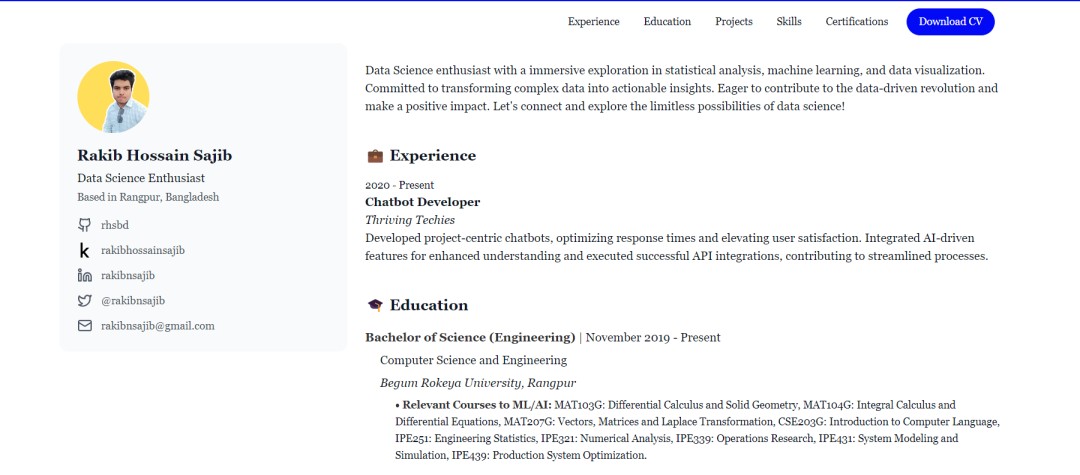 Experience
Education
Projects
Skills
Certifications
Download CV
Rakib Hossain Sajib
Data Science Enthusiast
Based in Rangpur, Bangladesh
rhsbd
k rakibhossainsajib
in rakibnsajib
@rakibnsajib
rakibnsajib@gmail.com
Data Science enthusiast with a immersive exploration in statistical analysis, machine learning, and data visualization.
Committed to transforming complex data into actionable insights. Eager to contribute to the data-driven revolution and
make a positive impact. Let's connect and explore the limitless possibilities of data science!
Experience
2020 - Present
Chatbot Developer
Thriving Techies
Developed project-centric chatbots, optimizing response times and elevating user satisfaction. Integrated AI-driven
features for enhanced understanding and executed successful API integrations, contributing to streamlined processes.
Education
Bachelor of Science (Engineering) | November 2019 - Present
Computer Science and Engineering
Begum Rokeya University, Rangpur
• Relevant Courses to ML/AI: MAT103G: Differential Calculus and Solid Geometry, MAT104G: Integral Calculus and
Differential Equations, MAT207G: Vectors, Matrices and Laplace Transformation, CSE203G: Introduction to Computer Language,
IPE251: Engineering Statistics, IPE321: Numerical Analysis, IPE339: Operations Research, IPE431: System Modeling and
Simulation, IPE439: Production System Optimization.